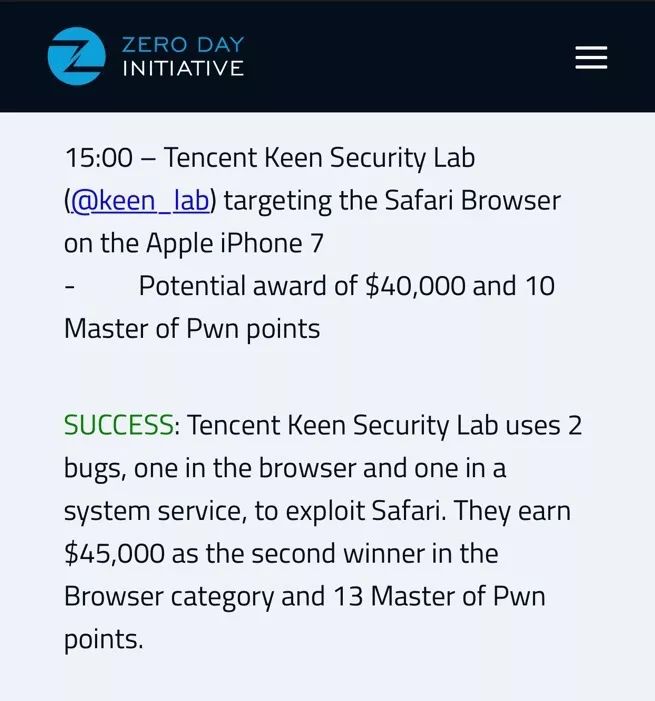 ZERO DAY
INITIATIVE
15:00 – Tencent Keen Security Lab
(@keen_lab) targeting the Safari Browser
on the Apple iPhone 7
- Potential award of $40,000 and 10
Master of Pwn points
SUCCESS: Tencent Keen Security Lab uses 2
bugs, one in the browser and one in a
system service, to exploit Safari. They earn
$45,000 as the second winner in the
Browser category and 13 Master of Pwn
points.